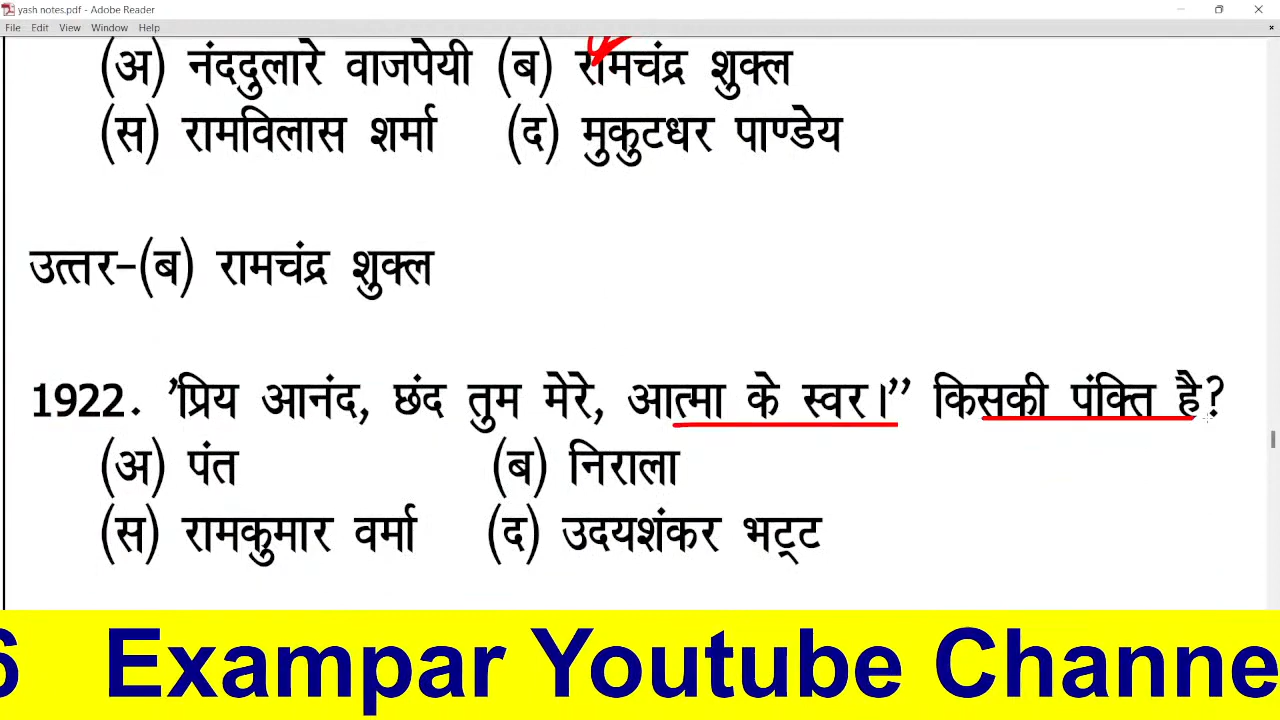 yash notes.pdf - Adobe Reader
File Edit View Window Help
(अ) नंददुलारे वाजपेयी (ब) रामचंद्र शुक्ल
(स) रामविलास शर्मा (द) मुकुटधर पाण्डेय
उत्तर-(ब) रामचंद्र शुक्ल
1922. ’प्रिय आनंद, छंद तुम मेरे, आत्मा के स्वर।’’ किसकी पंक्ति है?
(अ) पंत (ब) निराला
(स) रामकुमार वर्मा (द) उदयशंकर भट्‌ट
6 Exampar Youtube Channe